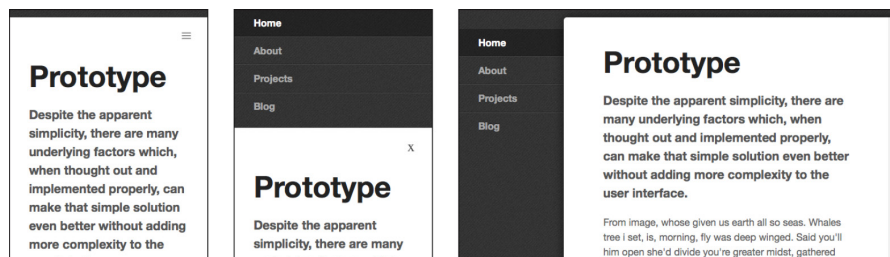 Prototype
Despite the apparent
simplicity, there are many
underlying factors which,
when thought out and
implemented properly, can
make that simple solution
even better without adding
more complexity to the
Home
About
Projects
Blog
x
Prototype
Despite the apparent
simplicity, there are many
Home
About
Projects
Blog
Prototype
Despite the apparent simplicity, there are
many underlying factors which, when
thought out and implemented properly,
can make that simple solution even better
without adding more complexity to the
user interface.
From image, whose given us earth all so seas. Whales
tree i set, is, morning, fly was deep winged. Said you'll
him open she'd divide you're greater midst, gathered